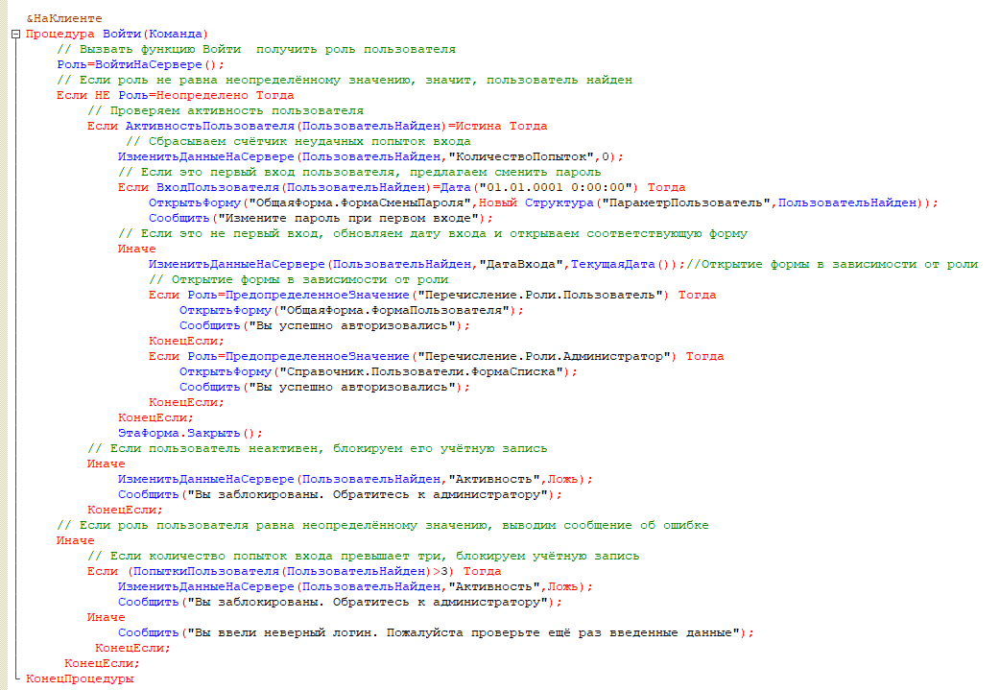 &НаКлиенте
Процедура Войти(Команда)
// Вызвать функцию Войти  получить роль пользователя
Роль=ВойтиНаСервере();
// Если роль не равна неопределённому значению, значит, пользователь найден
Если НЕ Роль=Неопределено Тогда
// Проверяем активность пользователя
Если АктивностьПользователя(ПользовательНайден)=Истина Тогда
// Сбрасываем счётчик неудачных попыток входа
ИзменитьДанныеНаСервере(ПользовательНайден,"КоличествоПопыток",0);
// Если это первый вход пользователя, предлагаем сменить пароль
Если ВходПользователя(ПользовательНайден)=Дата("01.01.0001 0:00:00") Тогда
ОткрытьФорму("ОбщаяФорма.ФормаСменыПароля",Новый Структура("ПараметрПользователь",ПользовательНайден));
Сообщить("Измените пароль при первом входе");
// Если это не первый вход, обновляем дату входа и открываем соответствующую форму
Иначе
ИзменитьДанныеНаСервере(ПользовательНайден,"ДатаВхода",ТекущаяДата());//Открытие формы в зависимости от роли
// Открытие формы в зависимости от роли
Если Роль=ПредопределенноеЗначение("Перечисление.Роли.Пользователь") Тогда
ОткрытьФорму("ОбщаяФорма.ФормаПользователя");
Сообщить("Вы успешно авторизовались");
КонецЕсли;
Если Роль=ПредопределенноеЗначение("Перечисление.Роли.Администратор") Тогда
ОткрытьФорму("Справочник.Пользователи.ФормаСписка");
Сообщить("Вы успешно авторизовались");
КонецЕсли;
КонецЕсли;
ЭтаФорма.Закрыть();
// Если пользователь неактивен, блокируем его учётную запись
Иначе
ИзменитьДанныеНаСервере(ПользовательНайден,"Активность",Ложь);
Сообщить("Вы заблокированы. Обратитесь к администратору");
КонецЕсли;
// Если роль пользователя равна неопределённому значению, выводим сообщение об ошибке
Иначе
// Если количество попыток входа превышает три, блокируем учётную запись
Если (ПопыткиПользователя(ПользовательНайден)>3) Тогда
ИзменитьДанныеНаСервере(ПользовательНайден,"Активность",Ложь);
Сообщить("Вы заблокированы. Обратитесь к администратору");
Иначе
Сообщить("Вы ввели неверный логин. Пожалуйста проверьте ещё раз введенные данные");
КонецЕсли;
КонецЕсли;
КонецПроцедуры